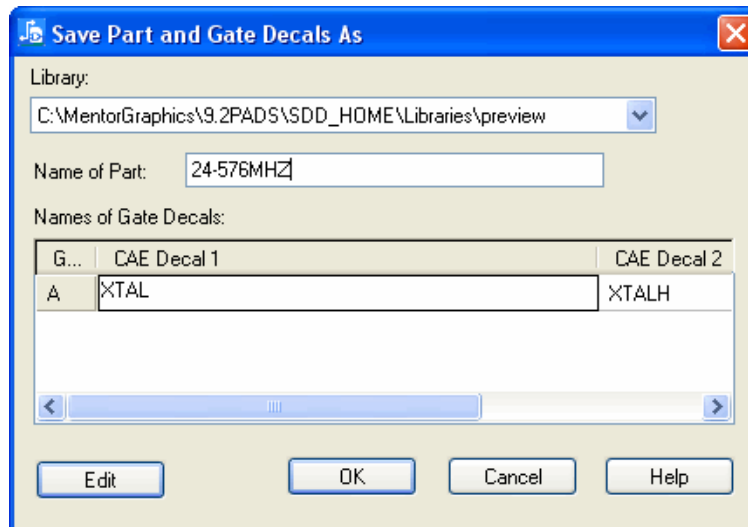 Save Part and Gate Decals As
Library:
C:\MentorGraphics\9.2PADS\SDD_HOME\Libraries\preview
Name of Part: 24-576MHZ
Names of Gate Decals:
G... CAE Decal 1 CAE Decal 2
A XTAL XTALH
Edit OK Cancel Help